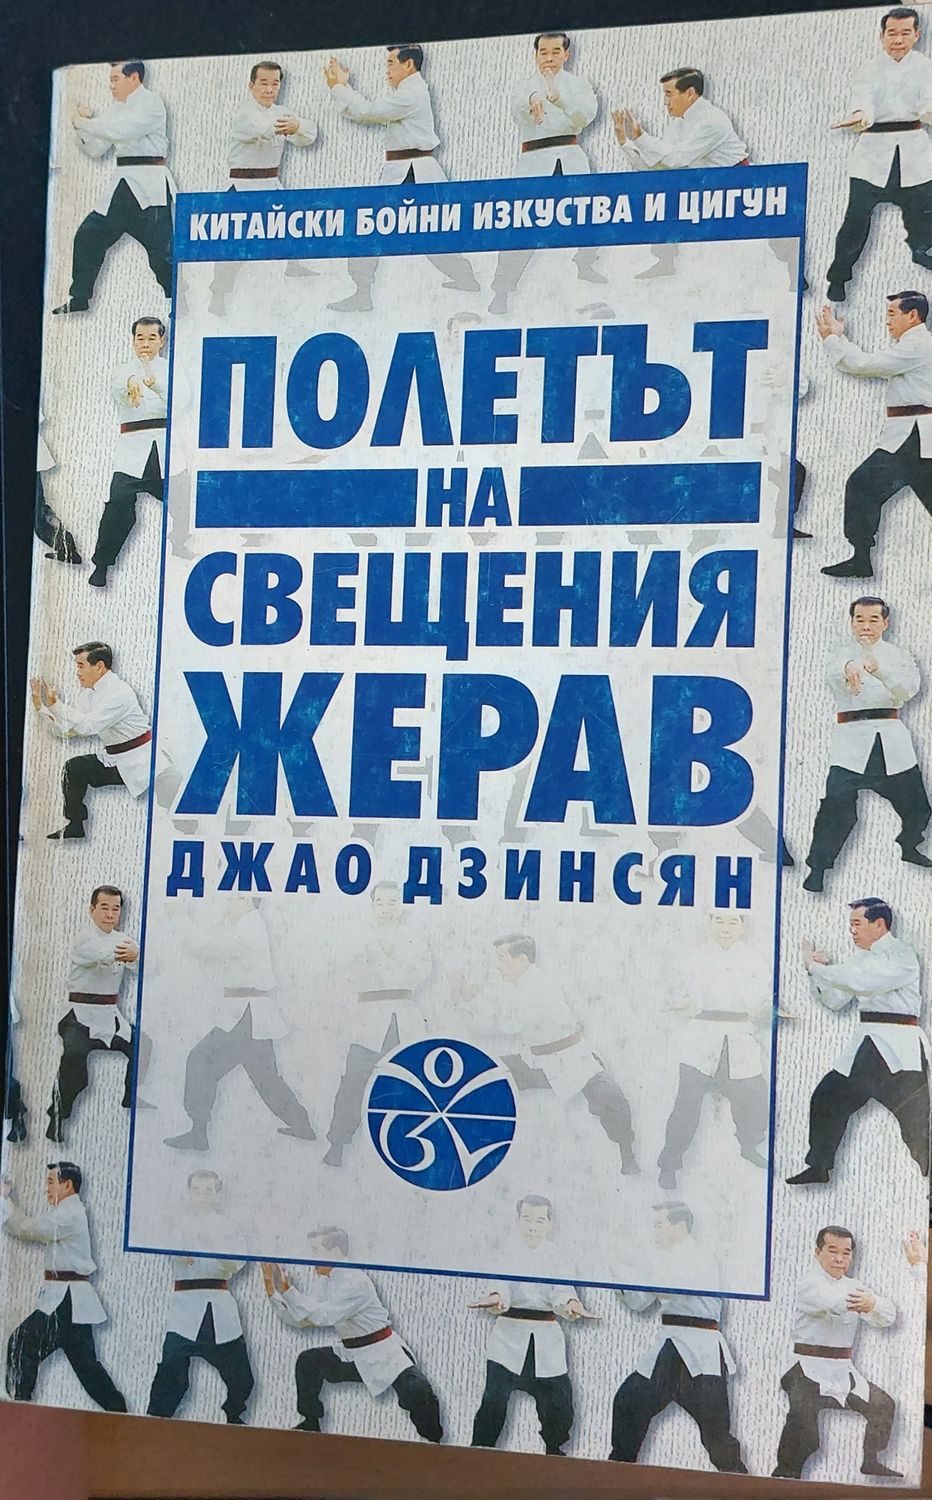 КИТАЙСКИ БОЙНИ ИЗКУСТВА И ЦИГУН
ПОЛЕТЪТ
НА
СВЕЩЕНИЯ
ЖЕРАВ
ДЖАО ДЗИНСЯН